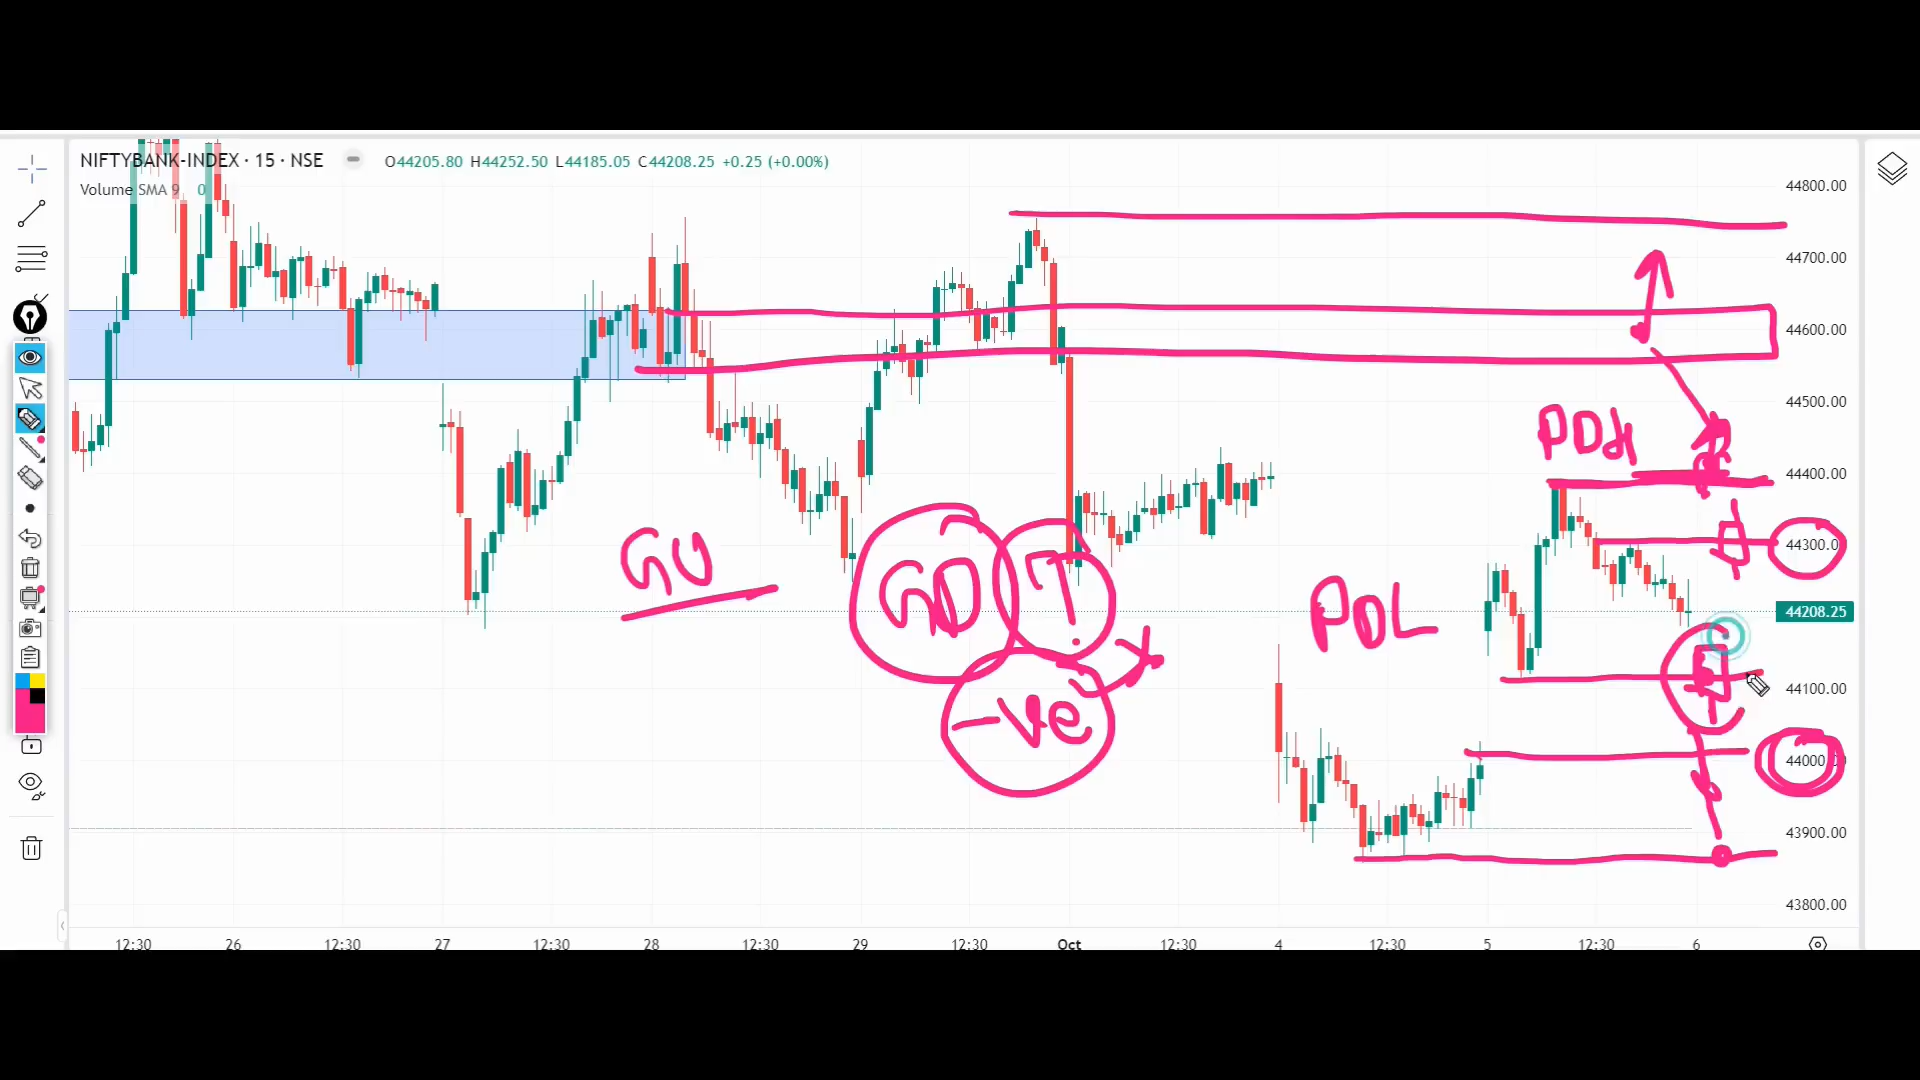 NIFTYBANK-INDEX · 15 · NSE O44205.80 H44252.50 L44185.05 C44208.25 +0.25 (+0.00%)
Volume SMA 9 0
44800.00
44700.00
44600.00
44500.00
PDH
44400.00
44300.00
GU
GD
PDL
44208.25
-ve
44100.00
44000.00
43900.00
43800.00
12:30 26 12:30 27 12:30 28 12:30 29 12:30 Oct 12:30 4 12:30 5 12:30 6